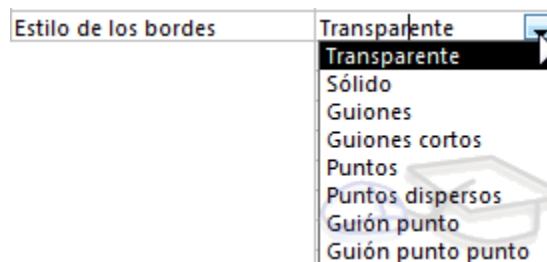 Estilo de los bordes Transparente
Transparente
Sólido
Guiones
Guiones cortos
Puntos
Puntos dispersos
Guión punto
Guión punto punto